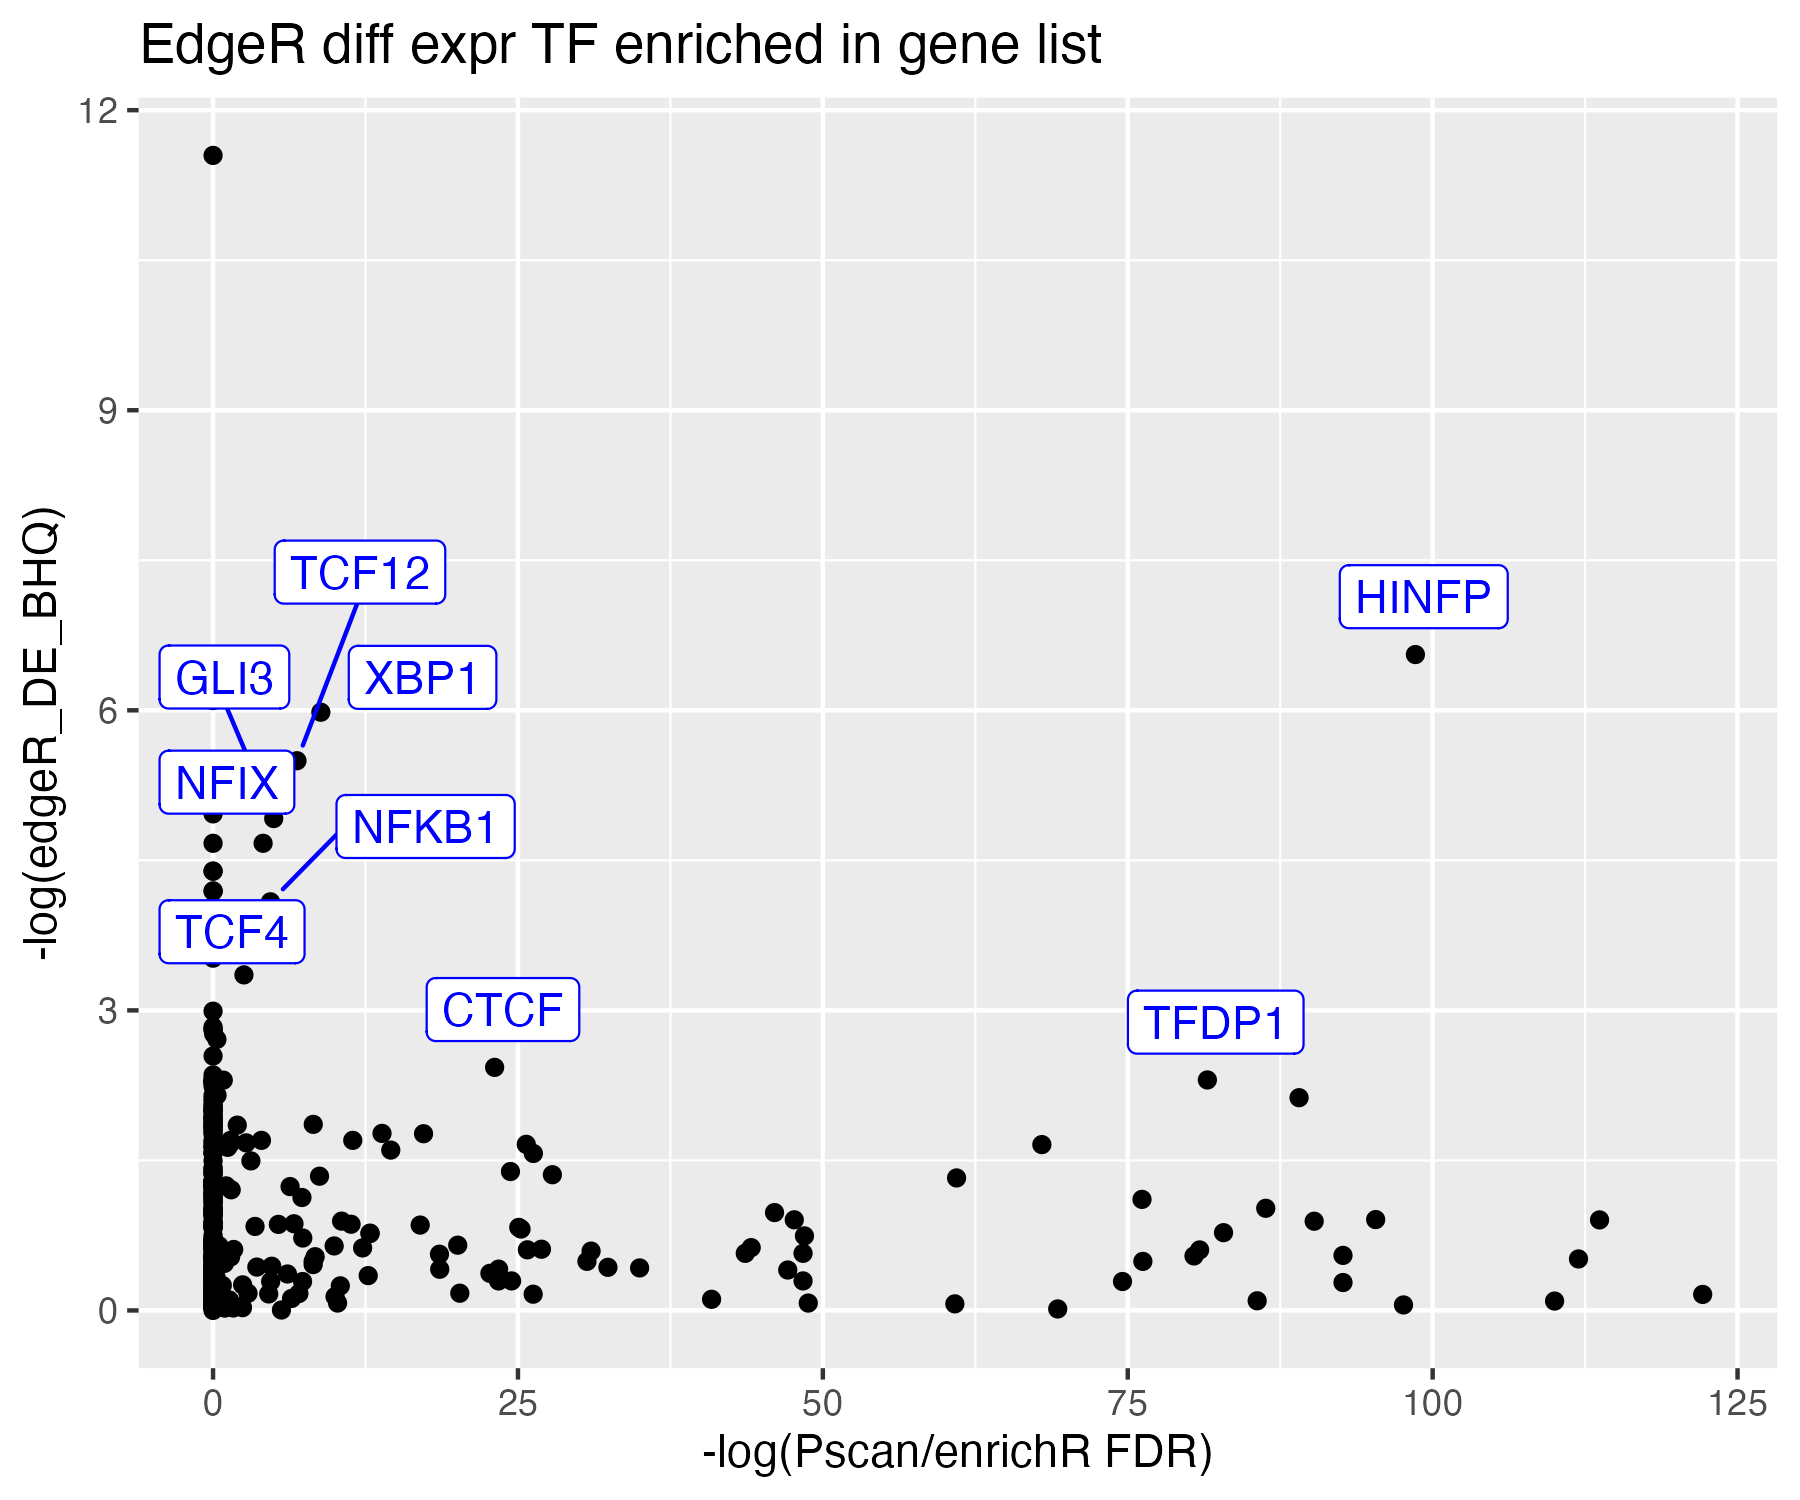 EdgeR diff expr TF enriched in gene list
12
9
6
3
0
-log(edgeR_DE_BHQ)
TCF12
HINFP
GLI3
XBP1
NFIX
NFKB1
TCF4
CTCF
TFDP1
0
25
50
75
100
125
-log(Pscan/enrichR FDR)